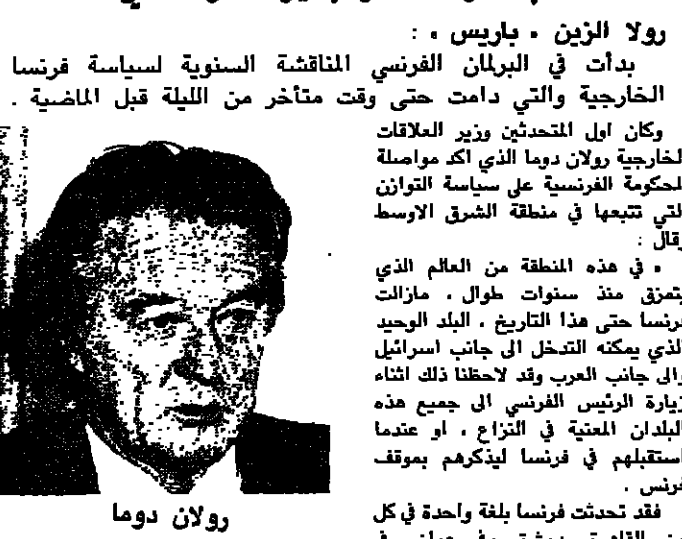 رولا الزين ـ باريس ـ :
بدأت في البرلمان الفرنسي المناقشة السنوية لسياسة فرنسا
الخارجية والتي دامت حتى وقت متأخر من الليلة قبل الماضية .
وكان اول المتحدثين وزير العلاقات
الخارجية رولان دوما الذي اكد مواصلة
الحكومة الفرنسية على سياسة التوازن
التي تتبعها في منطقة الشرق الاوسط
وقال :
« في هذه المنطقة من العالم الذي
يتمزق منذ سنوات طوال ، مازالت
فرنسا حتى هذا التاريخ ، البلد الوحيد
الذي يمكنه التدخل الى جانب اسرائيل
والى جانب العرب وقد لاحظنا ذلك اثناء
زيارة الرئيس الفرنسي الى جميع هذه
البلدان المعنية في النزاع ، او عندما
استقبلهم في فرنسا ليذكرهم بموقف
فرنس .
فقد تحدثت فرنسا بلغة واحدة في كل
رولان دوما